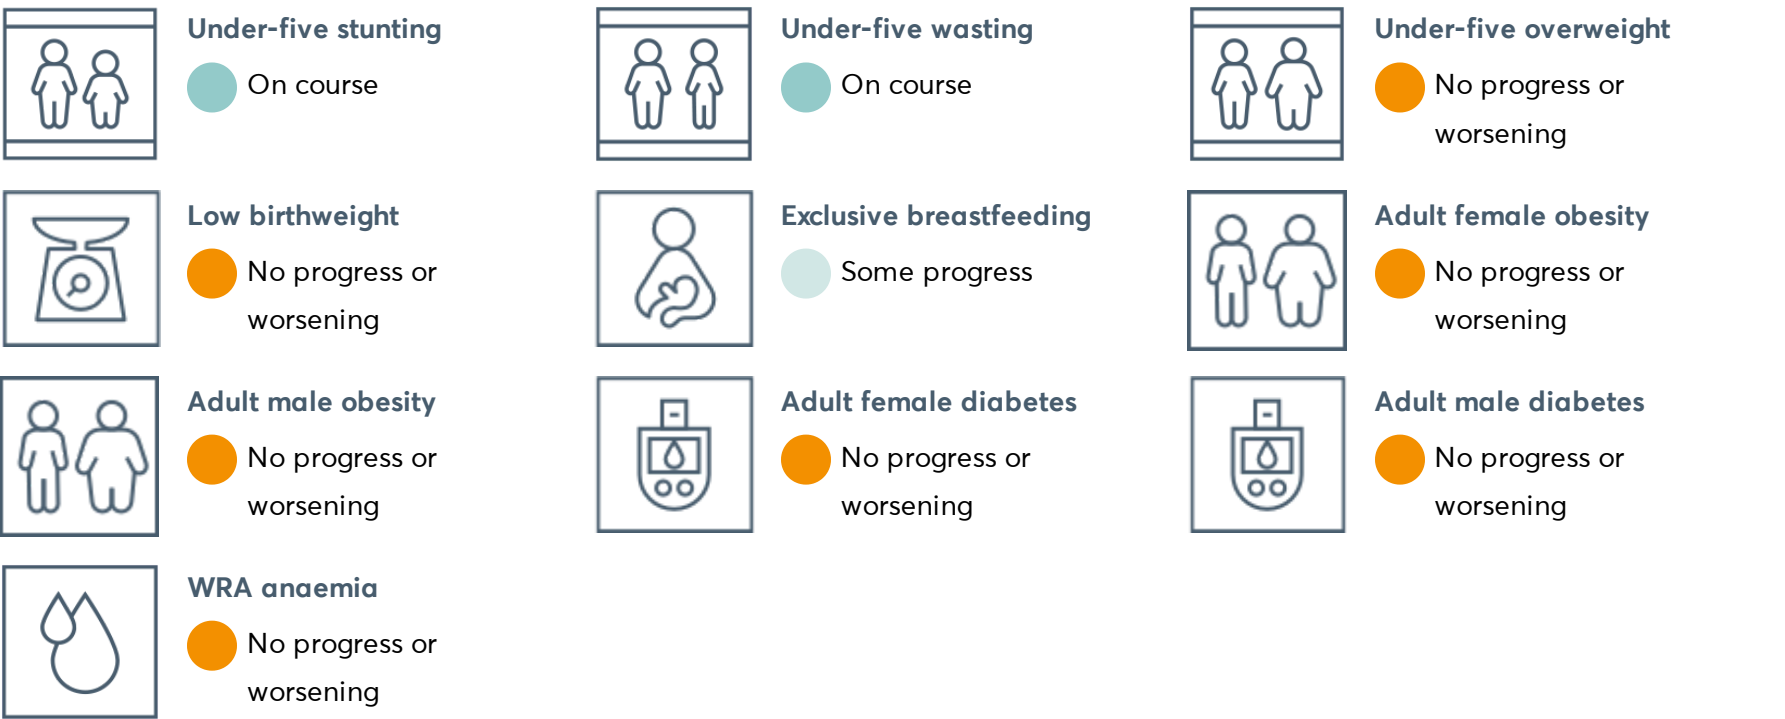 Under-five stunting
On course
Under-five wasting
On course
Under-five overweight
No progress or
worsening
Low birthweight
No progress or
worsening
Exclusive breastfeeding
Some progress
Adult female obesity
No progress or
worsening
Adult male obesity
No progress or
worsening
Adult female diabetes
No progress or
worsening
Adult male diabetes
No progress or
worsening
WRA anaemia
No progress or
worsening